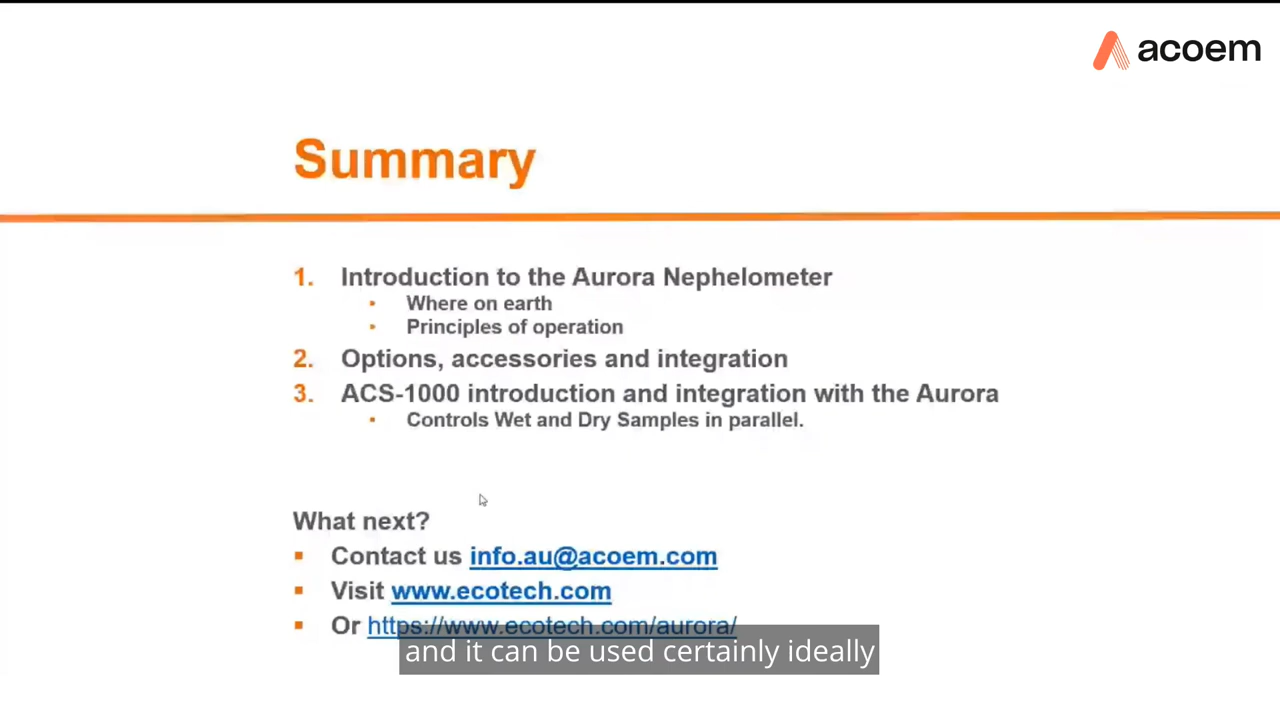 acoem
Summary
1. Introduction to the Aurora Nephelometer
• Where on earth
• Principles of operation
2. Options, accessories and integration
3. ACS-1000 introduction and integration with the Aurora
• Controls Wet and Dry Samples in parallel.
What next?
▪ Contact us info.au@acoem.com
▪ Visit www.ecotech.com
▪ Or https://www.ecotech.com/aurora/
and it can be used certainly ideally